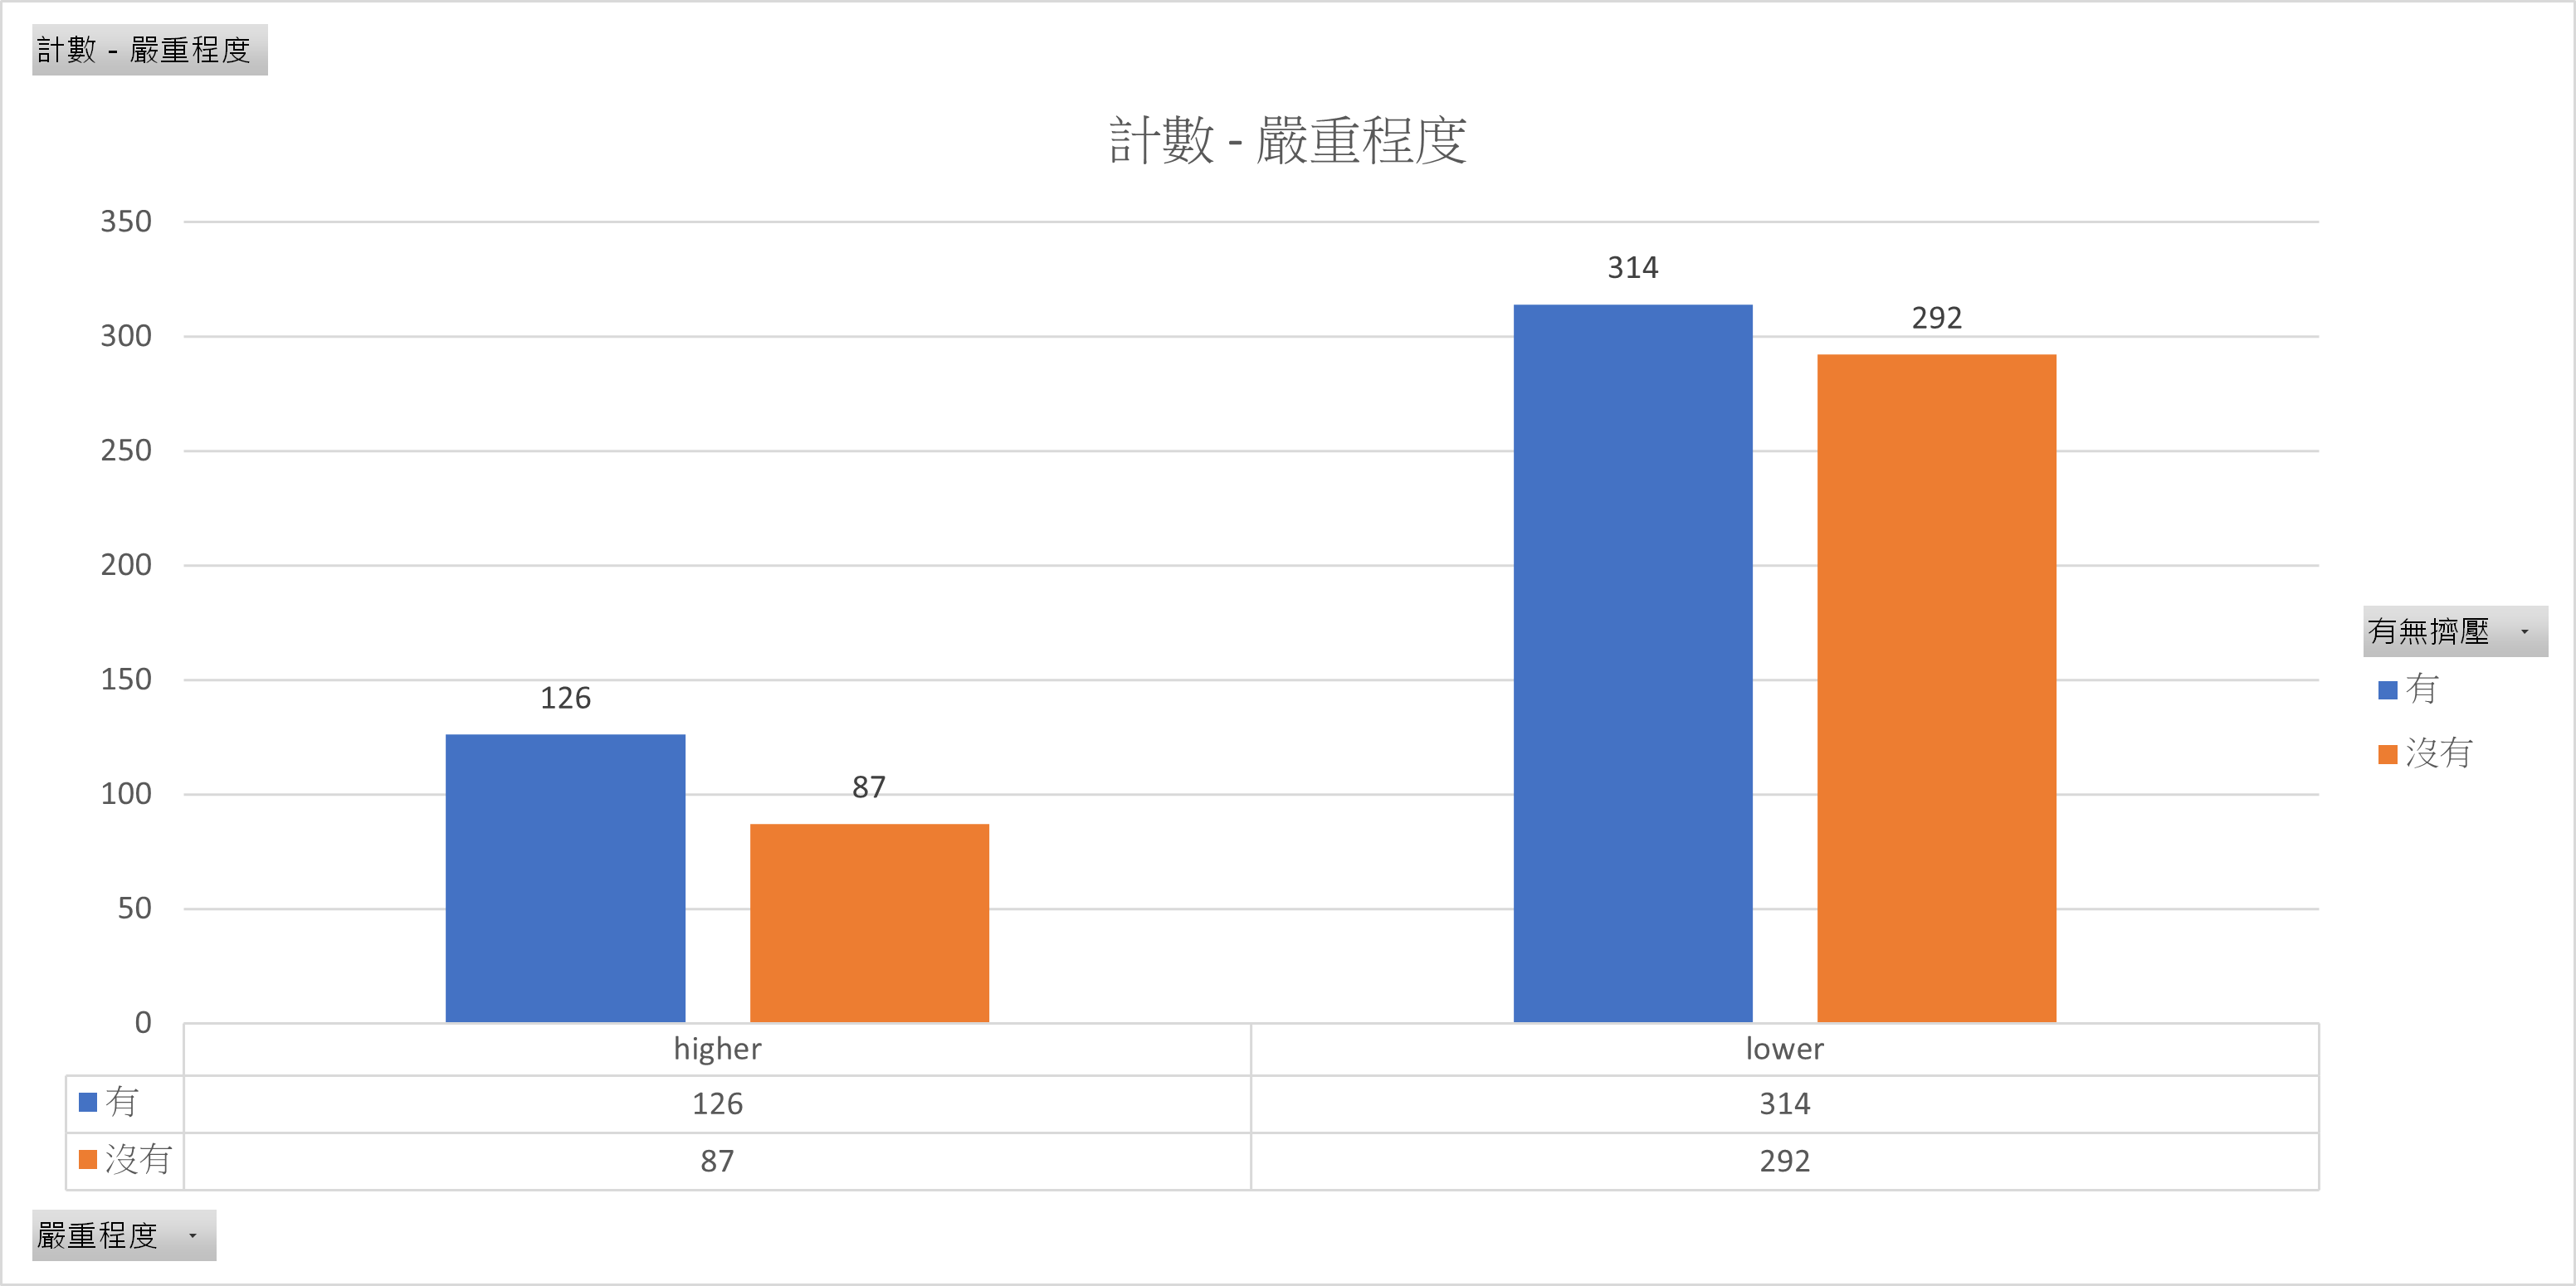 計數 - 嚴重程度
計數 - 嚴重程度
350
300
250
200
150
100
50
0
126
87
314
292
higher lower
有 126 314
沒有 87 292
有無擠壓
有
沒有
嚴重程度